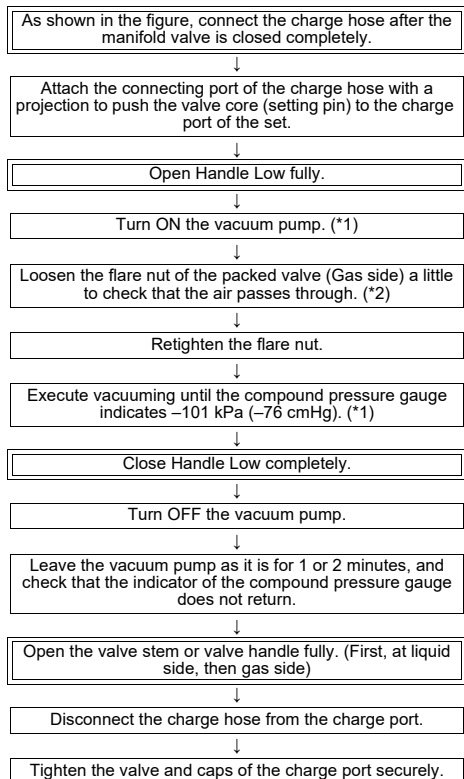 As shown in the figure, connect the charge hose after the
manifold valve is closed completely.
↓
Attach the connecting port of the charge hose with a
projection to push the valve core (setting pin) to the charge
port of the set.
↓
Open Handle Low fully.
↓
Turn ON the vacuum pump. (*1)
↓
Loosen the flare nut of the packed valve (Gas side) a little
to check that the air passes through. (*2)
↓
Retighten the flare nut.
↓
Execute vacuuming until the compound pressure gauge
indicates –101 kPa (–76 cmHg). (*1)
↓
Close Handle Low completely.
↓
Turn OFF the vacuum pump.
↓
Leave the vacuum pump as it is for 1 or 2 minutes, and
check that the indicator of the compound pressure gauge
does not return.
↓
Open the valve stem or valve handle fully. (First, at liquid
side, then gas side)
↓
Disconnect the charge hose from the charge port.
↓
Tighten the valve and caps of the charge port securely.